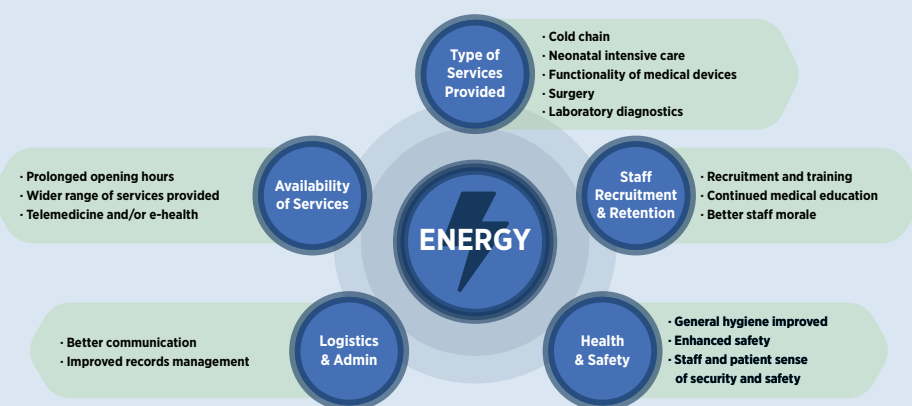 Type of
Services
Provided
· Cold chain
· Neonatal intensive care
· Functionality of medical devices
· Surgery
· Laboratory diagnostics
· Prolonged opening hours
· Wider range of services provided
· Telemedicine and/or e-health
Availability
of Services
Staff
Recruitment
& Retention
· Recruitment and training
· Continued medical education
· Better staff morale
ENERGY
· Better communication
· Improved records management
Logistics
& Admin
Health
& Safety
· General hygiene improved
· Enhanced safety
· Staff and patient sense
of security and safety